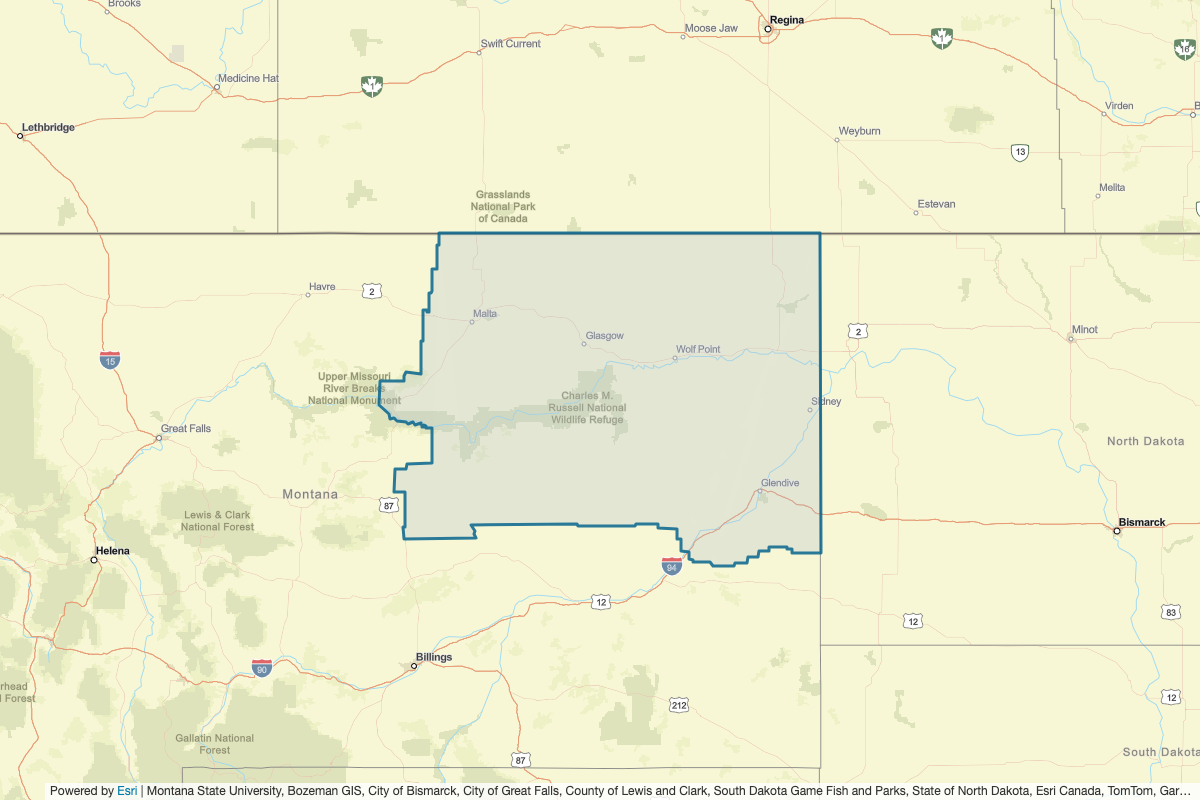 Brooks
Regina
Moose Jaw
Swift Current
1
16
Medicine Hat
1
Virden
B
Lethbridge
Weyburn
13
Melita
Grasslands
National Park
of Canada
Estevan
Havre
2
Malta
2
Minot
Glasgow
Wolf Point
15
Upper Missouri
River Breaks
National Monument
Charles M.
Russell National
Wildlife Refuge
Sidney
Great Falls
North Dakota
Montana
Glendive
87
Lewis & Clark
National Forest
Bismarck
Helena
94
12
83
12
Billings
90
rhead
l Forest
212
12
Gallatin National
Forest
South Dakota
87
Powered by Esri | Montana State University, Bozeman GIS, City of Bismarck, City of Great Falls, County of Lewis and Clark, South Dakota Game Fish and Parks, State of North Dakota, Esri Canada, TomTom, Gar...